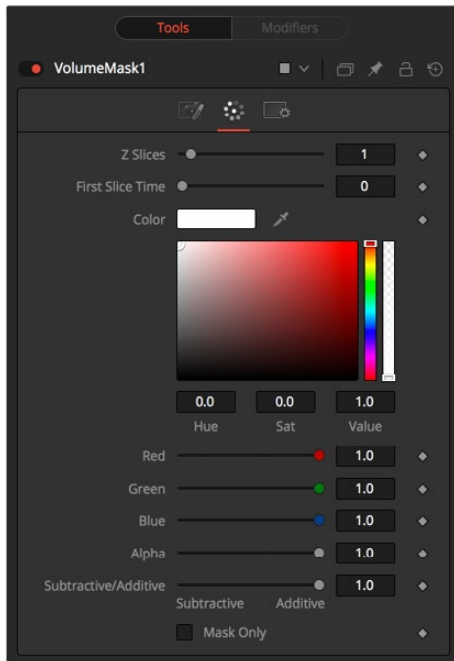 Tools Modifiers
VolumeMask1
Z Slices 1
First Slice Time 0
Color
0.0 0.0 1.0
Hue Sat Value
Red 1.0
Green 1.0
Blue 1.0
Alpha 1.0
Subtractive/Additive 1.0
Subtractive Additive
Mask Only